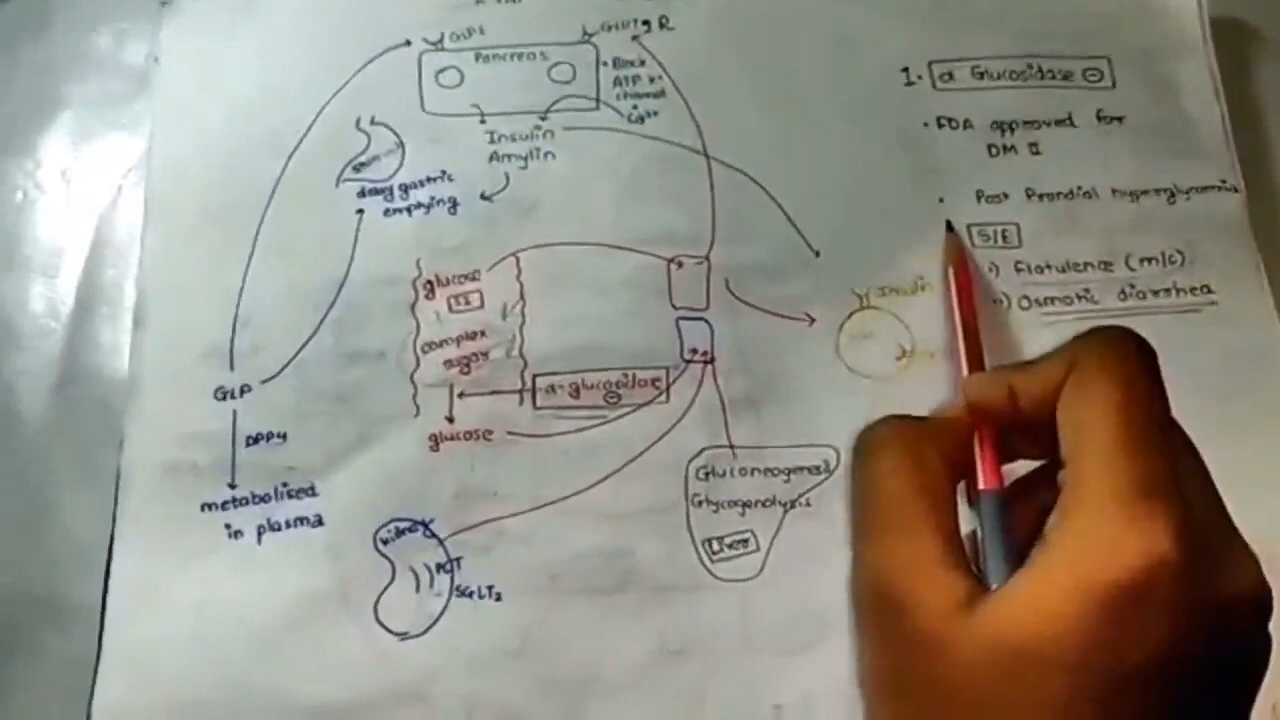 GLP1
GLUT2 R
Pancreas
• Block
ATP K+
channel
Insulin
Amylin
delay gastric
emptying
glucose
complex
sugar
α-glucosidase
⊖
glucose
GLP
DPP4
metabolised
in plasma
kidney
PCT
SGLT2
Gluconeogenesis
Glycogenolysis
Liver
Insulin
1. α Glucosidase ⊖
• FDA approved for
DM II
• Post Prandial hyperglycemia
S/E
i) Flatulence (m/c)
ii) Osmotic diarrhea